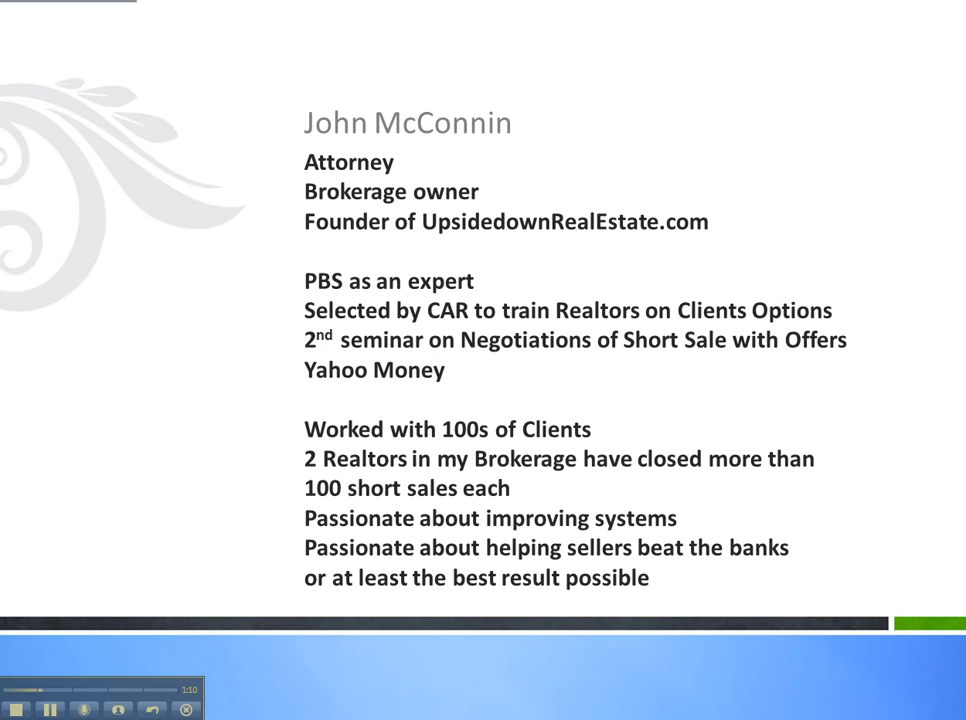 John McConnin
Attorney
Brokerage owner
Founder of UpsidedownRealEstate.com
PBS as an expert
Selected by CAR to train Realtors on Clients Options
2nd seminar on Negotiations of Short Sale with Offers
Yahoo Money
Worked with 100s of Clients
2 Realtors in my Brokerage have closed more than
100 short sales each
Passionate about improving systems
Passionate about helping sellers beat the banks
or at least the best result possible
1:10